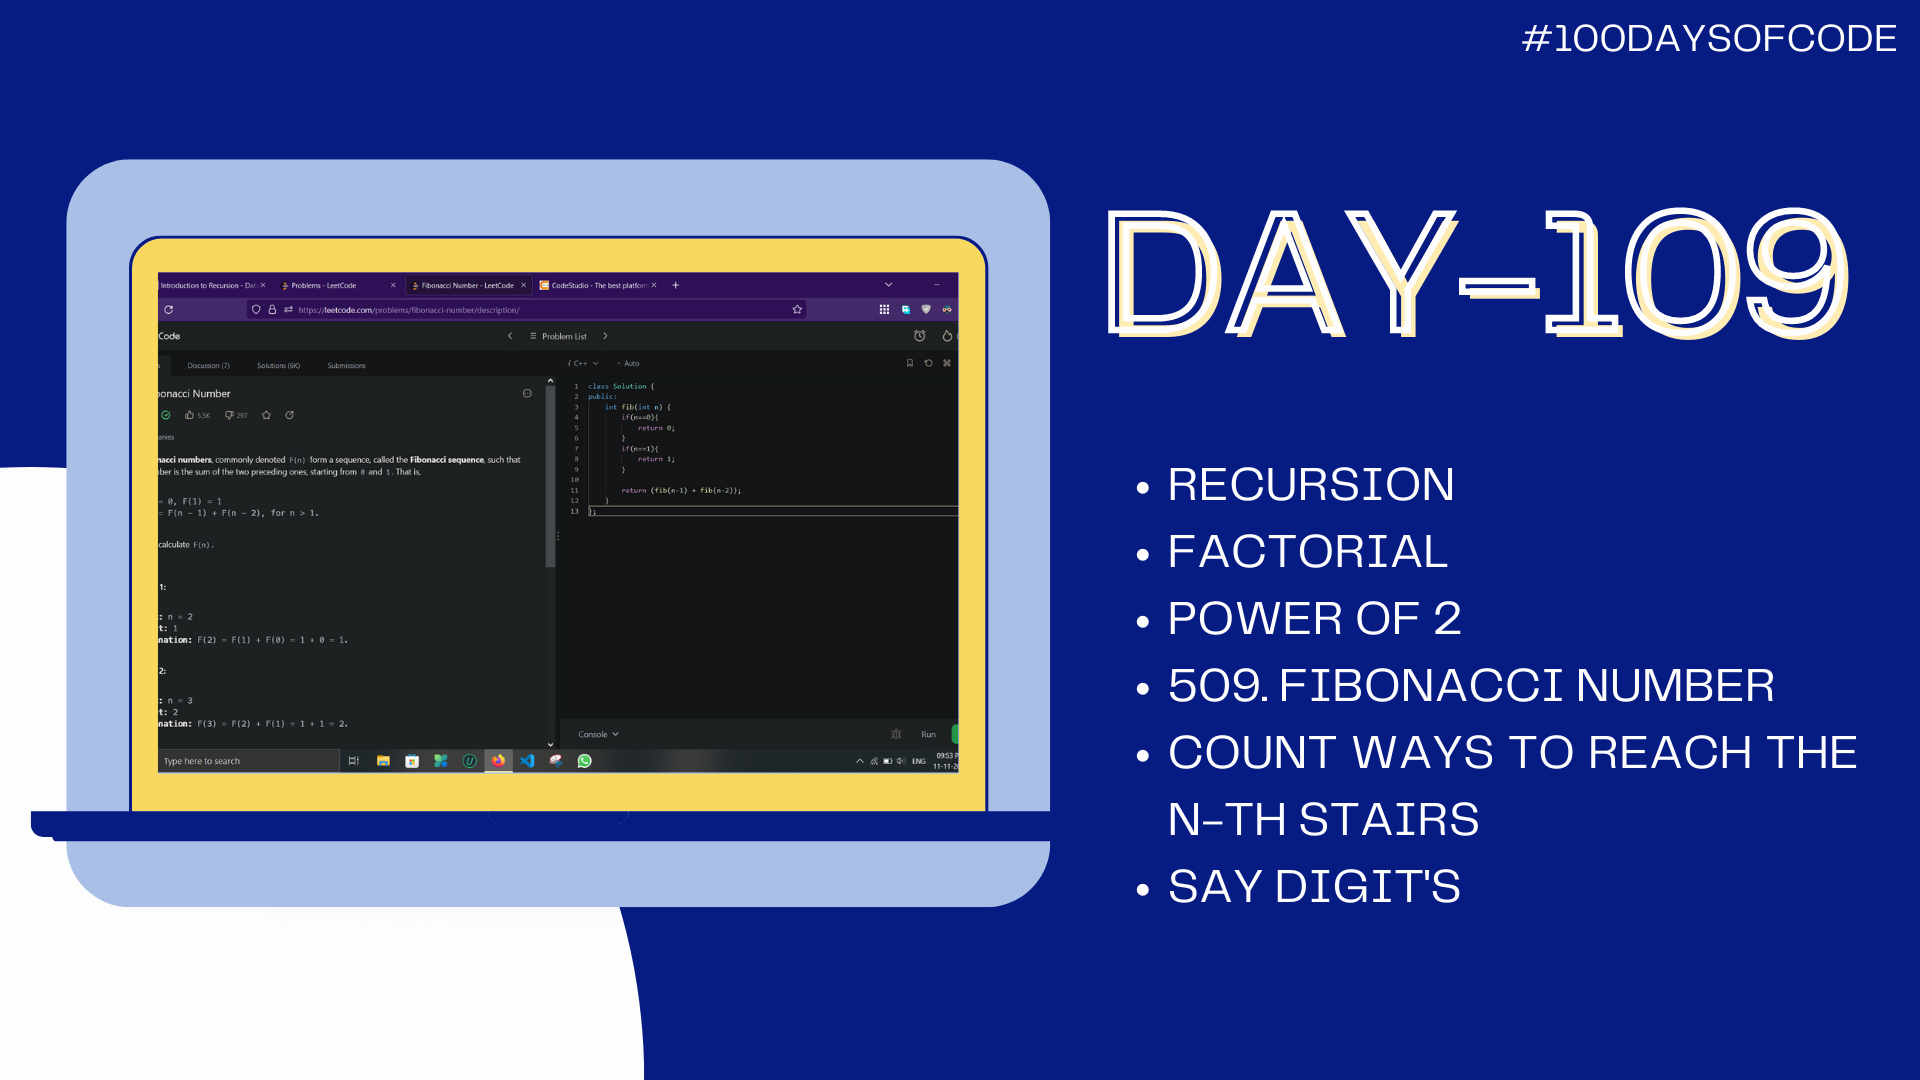 #100DAYSOFCODE
DAY-109
RECURSION
FACTORIAL
POWER OF 2
509. FIBONACCI NUMBER
COUNT WAYS TO REACH THE
N-TH STAIRS
SAY DIGIT'S
Introduction to Recursion - Dat
Problems - LeetCode
Fibonacci Number - LeetCode
CodeStudio - The best platform
https://leetcode.com/problems/fibonacci-number/description/
Code
Problem List
Discussion (7) Solutions (6K) Submissions
bonacci Number
5.5K 297
anies
nacci numbers, commonly denoted F(n) form a sequence, called the Fibonacci sequence, such that
ber is the sum of the two preceding ones, starting from 0 and 1. That is,
= 0, F(1) = 1
= F(n - 1) + F(n - 2), for n > 1.
calculate F(n).
1:
: n = 2
t: 1
nation: F(2) = F(1) + F(0) = 1 + 0 = 1.
2:
: n = 3
t: 2
nation: F(3) = F(2) + F(1) = 1 + 1 = 2.
i C++ Auto
1 class Solution {
2 public:
3 int fib(int n) {
4 if(n==0){
5 return 0;
6 }
7 if(n==1){
8 return 1;
9 }
10
11 return (fib(n-1) + fib(n-2));
12 }
13 };
Console Run
Type here to search
ENG
09:53 P
11-11-2